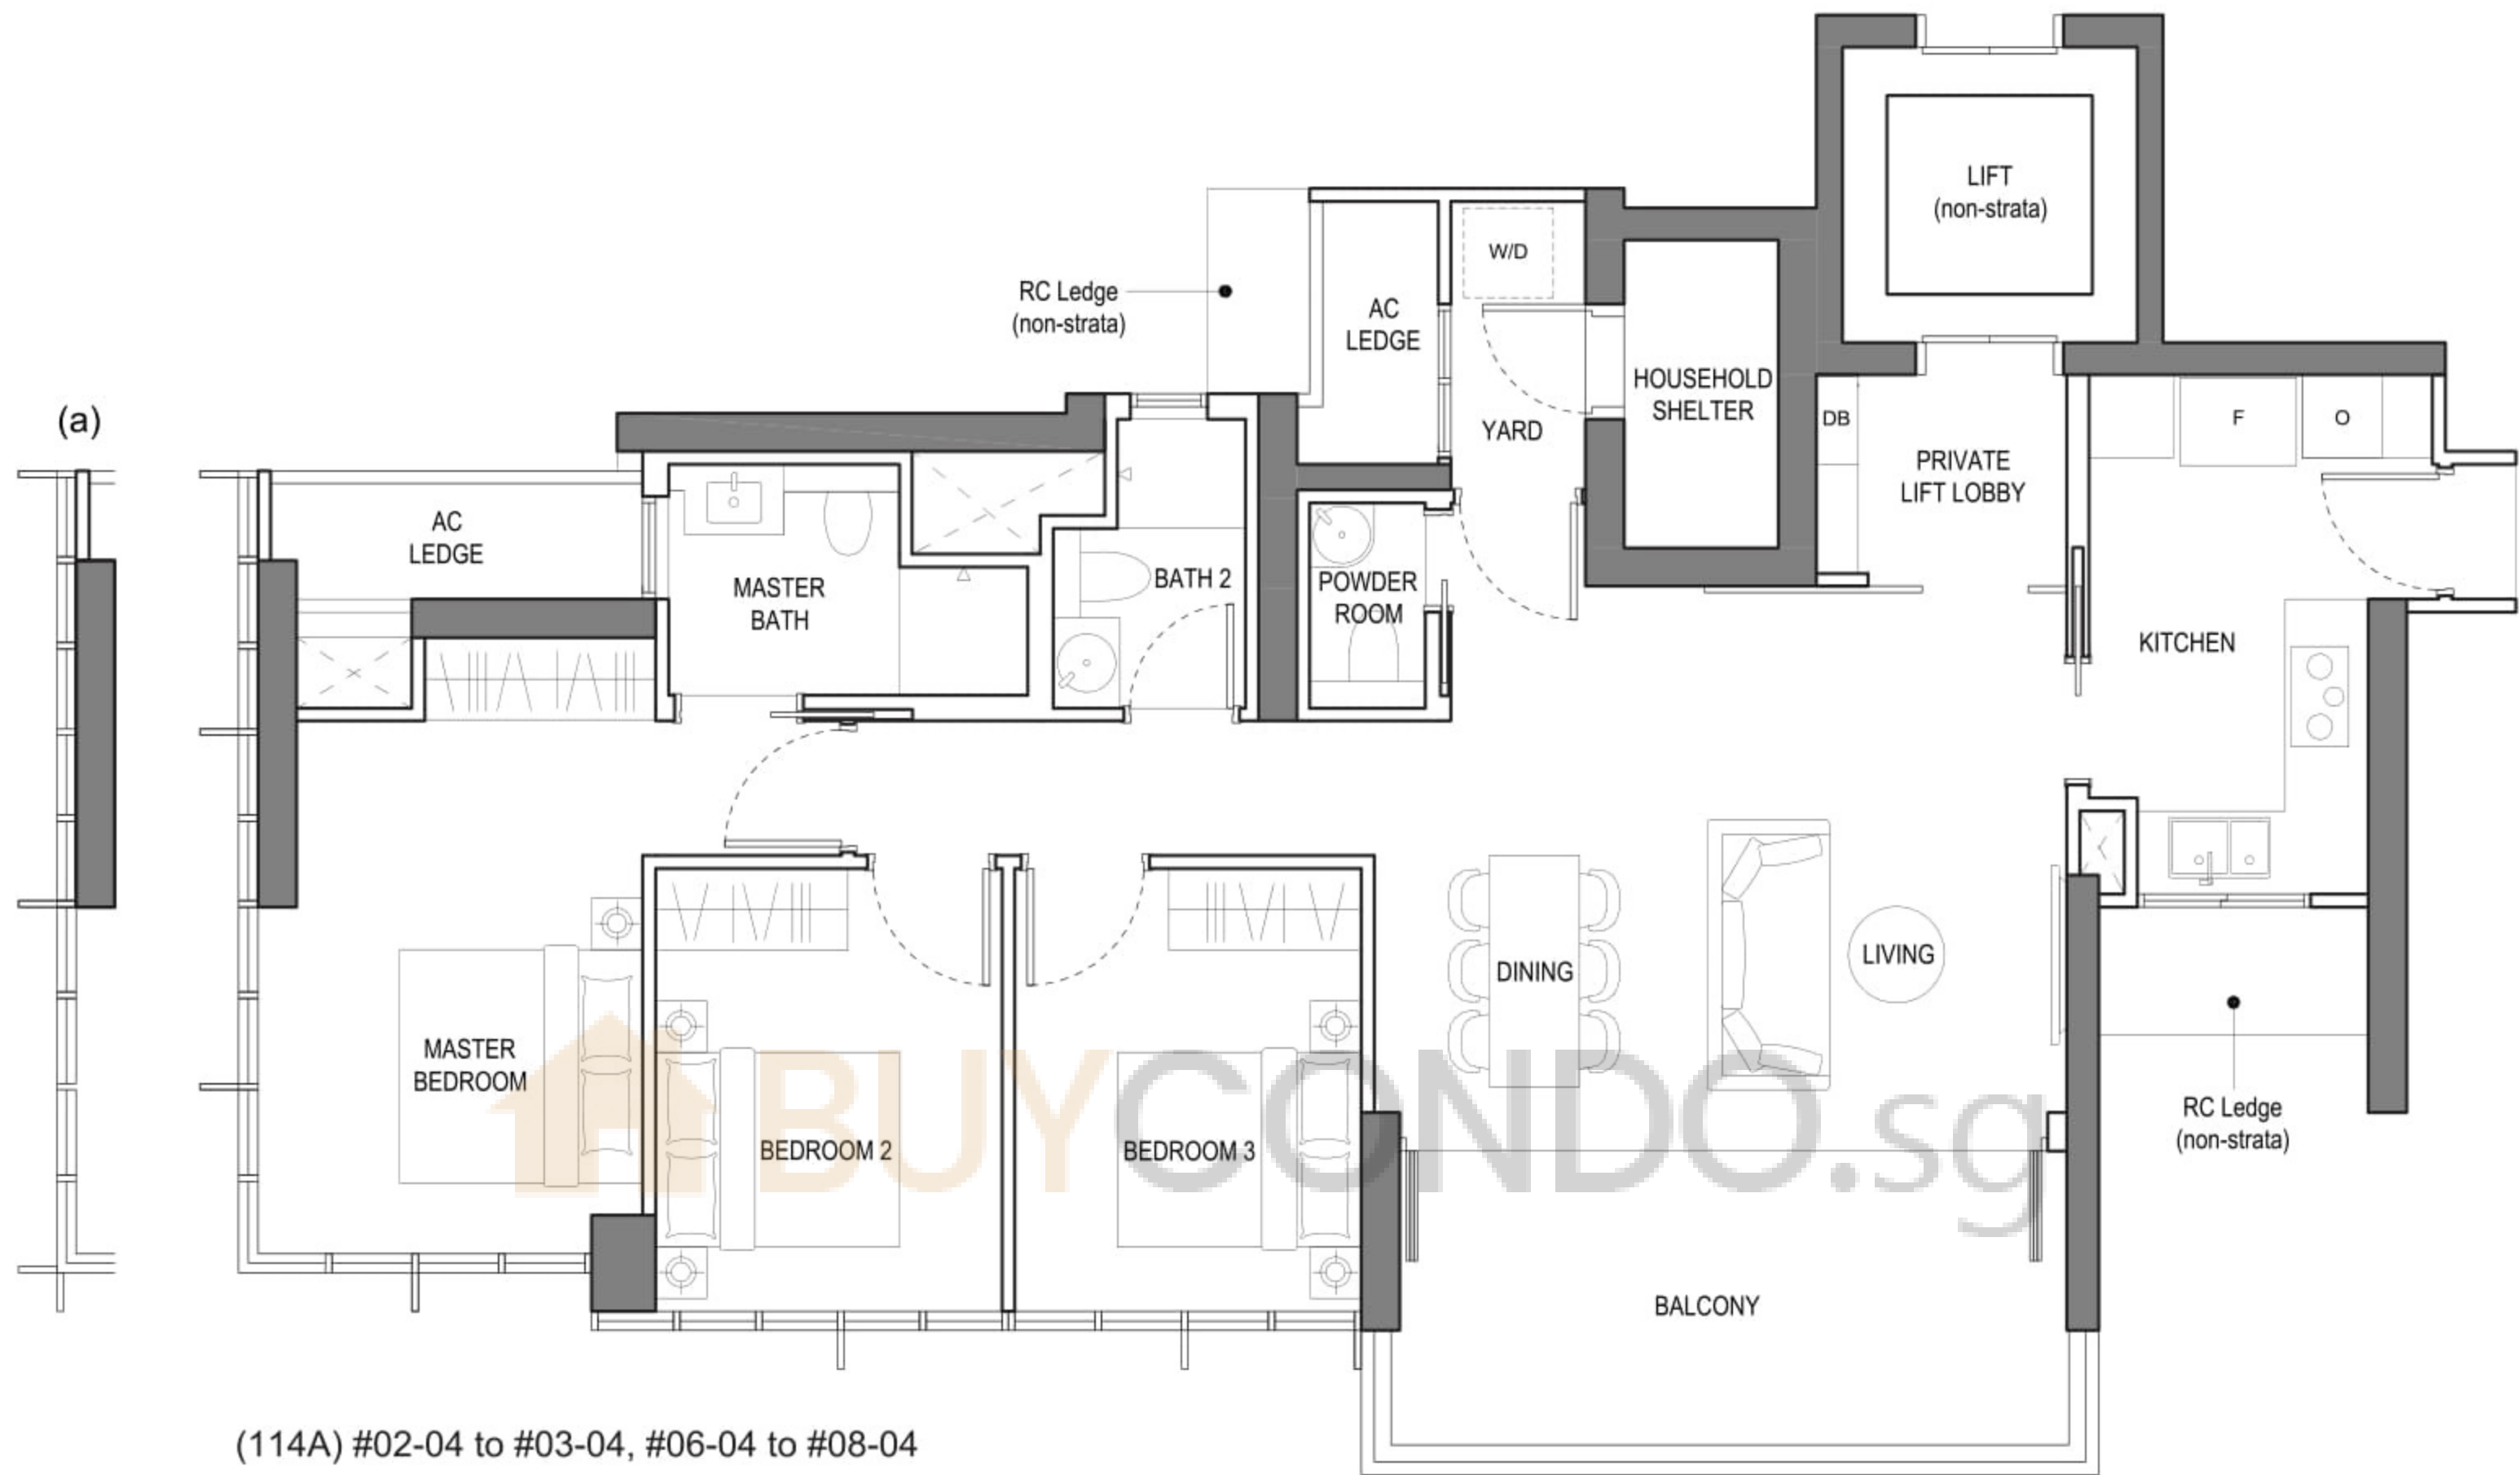 LIFT
(non-strata)
W/D
RC Ledge
(non-strata)
AC
LEDGE
HOUSEHOLD
SHELTER
YARD
DB
F
O
(a)
PRIVATE
LIFT LOBBY
AC
LEDGE
MASTER
BATH
BATH 2
POWDER
ROOM
KITCHEN
LIVING
DINING
MASTER
BEDROOM
BEDROOM 2
BEDROOM 3
BUYCONDO.sg
RC Ledge
(non-strata)
BALCONY
(114A) #02-04 to #03-04, #06-04 to #08-04